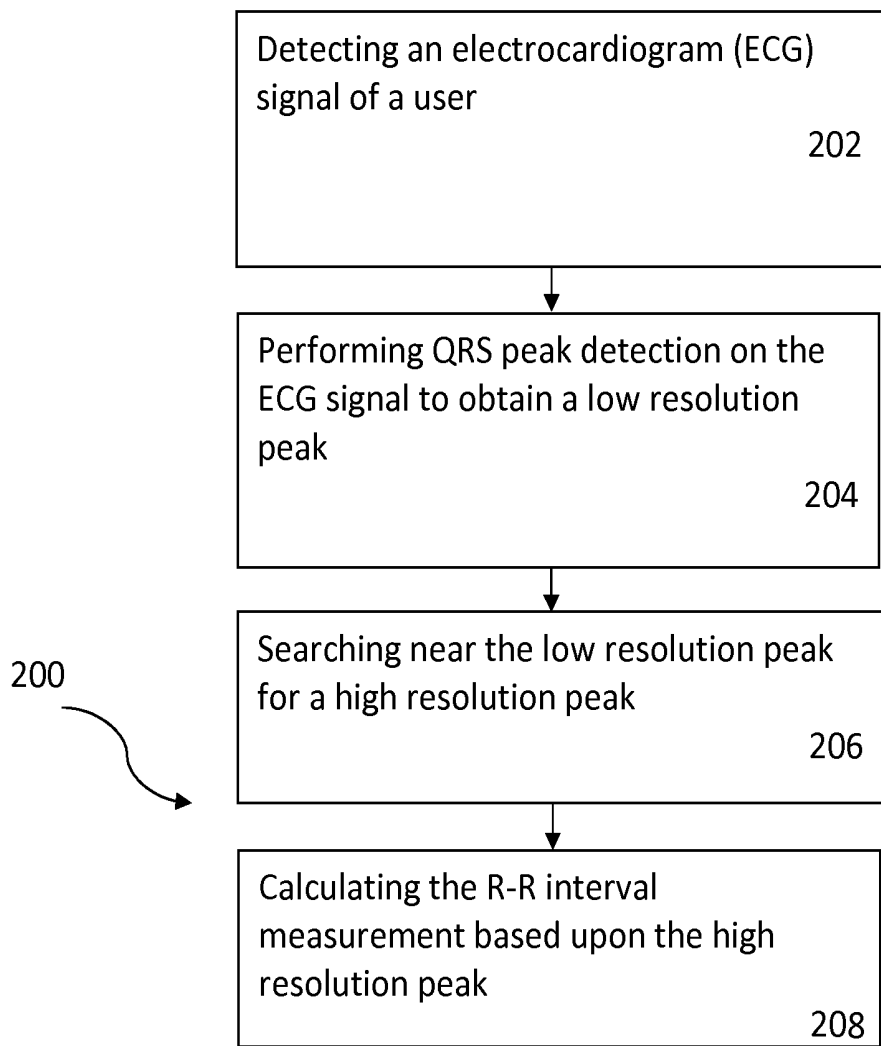 Detecting an electrocardiogram (ECG)
signal of a user
202
Performing QRS peak detection on the
ECG signal to obtain a low resolution
peak
204
200
Searching near the low resolution peak
for a high resolution peak
206
Calculating the R-R interval
measurement based upon the high
resolution peak
208